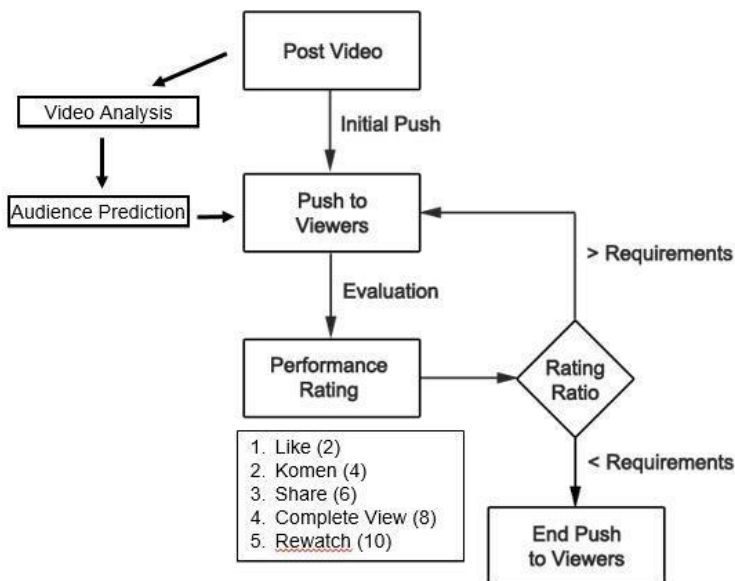 Post Video
Video Analysis
Initial Push
Audience Prediction
Push to
Viewers
> Requirements
Evaluation
Performance
Rating
Rating
Ratio
1. Like (2)
2. Komen (4)
3. Share (6)
4. Complete View (8)
5. Rewatch (10)
< Requirements
End Push
to Viewers